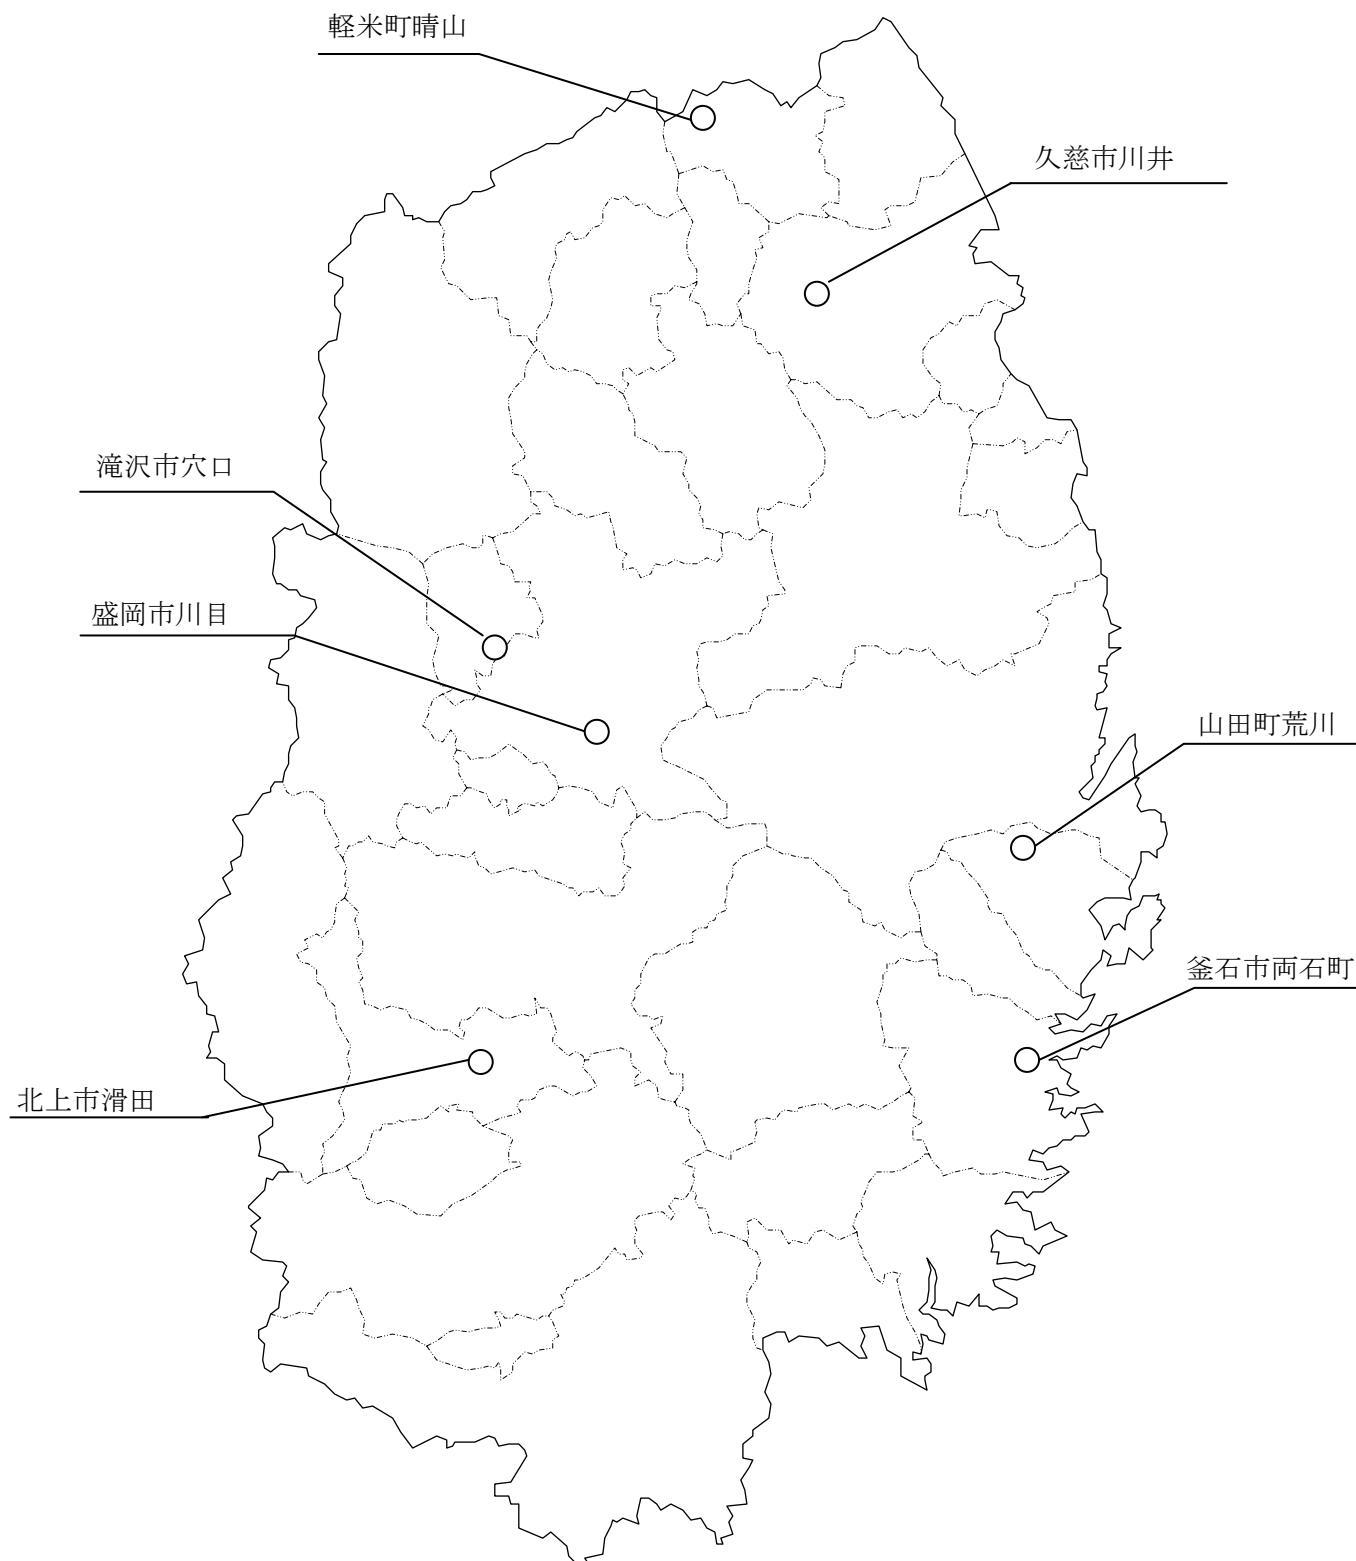 軽米町晴山
久慈市川井
滝沢市穴口
盛岡市川目
山田町荒川
釜石市両石町
北上市滑田